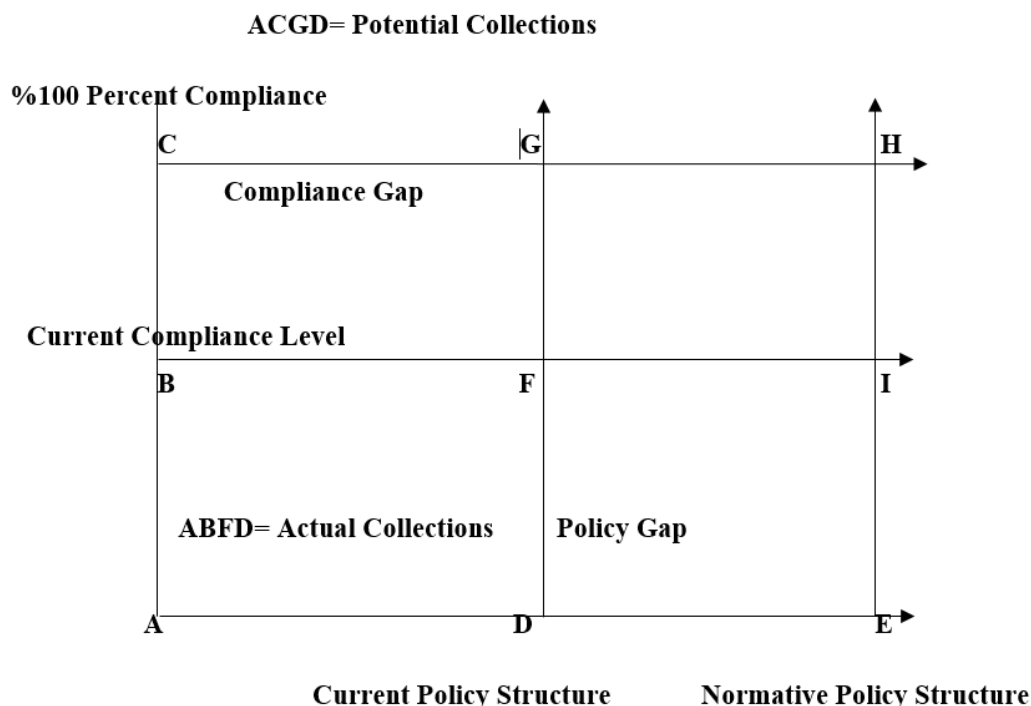 ACGD= Potential Collections
%100 Percent Compliance
C
G
H
Compliance Gap
Current Compliance Level
B
F
I
ABFD= Actual Collections
Policy Gap
A
D
E
Current Policy Structure
Normative Policy Structure